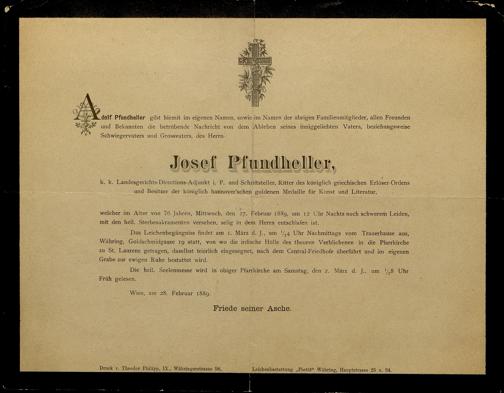 Adolf Pfundheller gibt hiemit im eigenen Namen, sowie im Namen der übrigen Familienmitglieder, allen Freunden
und Bekannten die betrübende Nachricht von dem Ableben seines innigstgeliebten Vaters, beziehungsweise
Schwiegervaters und Grossvaters, des Herrn
Josef Pfundheller,
k. k. Landesgerichts-Directions-Adjunkt i. P. und Schriftsteller, Ritter des königlich griechischen Erlöser-Ordens
und Besitzer der königlich hannover'schen goldenen Medaille für Kunst und Literatur,
welcher im Alter von 76 Jahren, Mittwoch, den 27. Februar 1889, um 12 Uhr Nachts nach schwerem Leiden,
mit den heil. Sterbesakramenten versehen, selig in dem Herrn entschlafen ist.
Das Leichenbegängniss findet am 1. März d. J., um 1/24 Uhr Nachmittags vom Trauerhause aus,
Währing, Goldschmidgasse 19 statt, von wo die irdische Hülle des theuren Verblichenen in die Pfarrkirche
zu St. Laurenz getragen, daselbst feierlich eingesegnet, nach dem Central-Friedhofe überführt und im eigenen
Grabe zur ewigen Ruhe bestattet wird.
Die heil. Seelenmesse wird in obiger Pfarrkirche am Samstag, den 2. März d. J., um 1/28 Uhr
Früh gelesen.
Wien, am 28. Februar 1889.
Friede seiner Asche.
Druck v. Theodor Philipp, IX., Währingerstrasse 58. Leichenbestattung „Pietät" Währing, Hauptstrasse 25 u. 34.